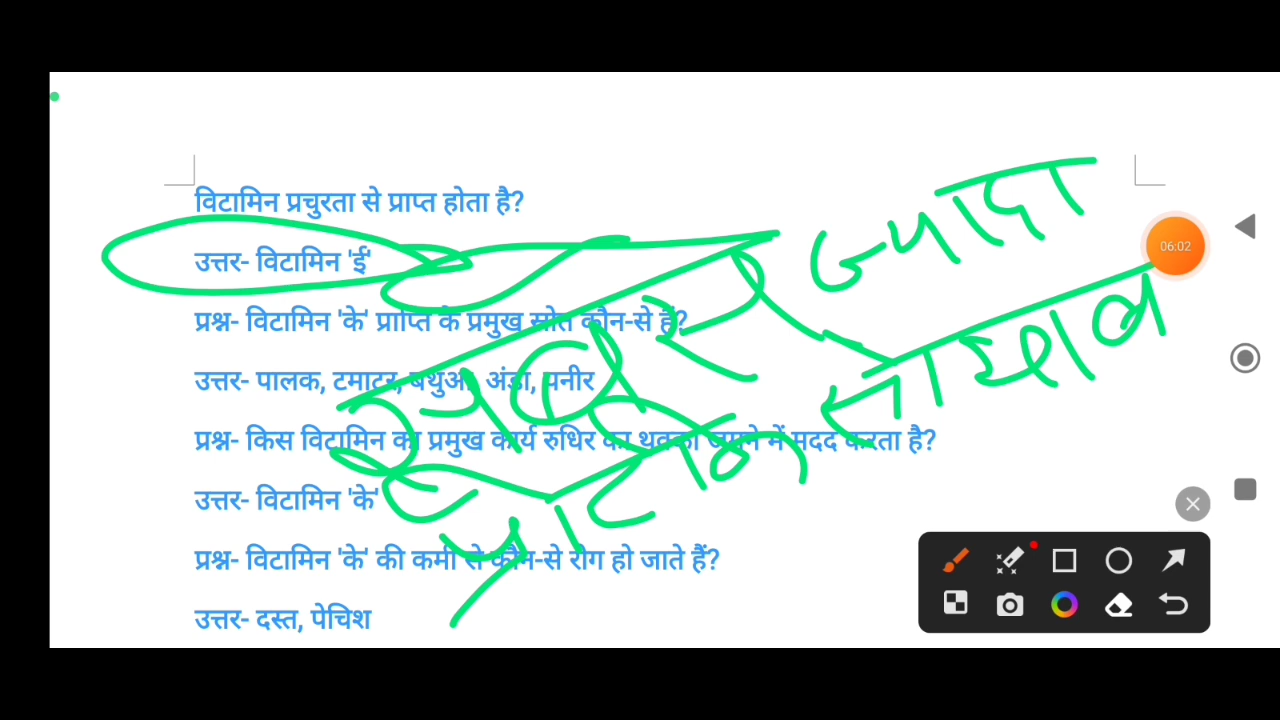 विटामिन प्रचुरता से प्राप्त होता है?
उत्तर- विटामिन 'ई'
प्रश्न- विटामिन 'के' प्राप्ति के प्रमुख स्रोत कौन-से हैं?
उत्तर- पालक, टमाटर, बथुआ, अंडा, पनीर
प्रश्न- किस विटामिन का प्रमुख कार्य रुधिर का थक्का जमाने में मदद करता है?
उत्तर- विटामिन 'के'
प्रश्न- विटामिन 'के' की कमी से कौन-से रोग हो जाते हैं?
उत्तर- दस्त, पेचिश
ज्यादा
06:02